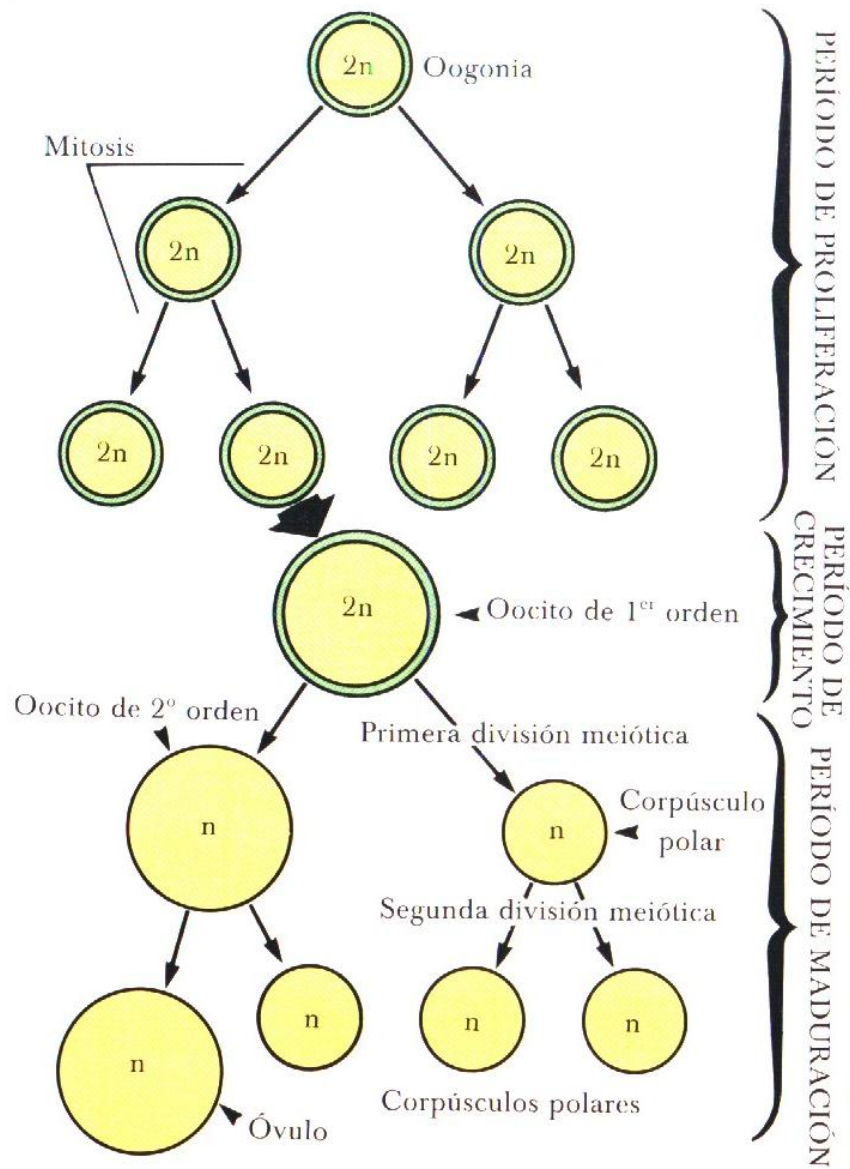 2n
Oogonia
Mitosis
2n
2n
2n
2n
2n
2n
PERÍODO DE PROLIFERACIÓN
2n
Oocito de 1er orden
PERÍODO DE
CRECIMIENTO
Oocito de 2º orden
Primera división meiótica
n
n
Corpúsculo
polar
Segunda división meiótica
n
n
n
n
Corpúsculos polares
Óvulo
PERÍODO DE MADURACIÓN